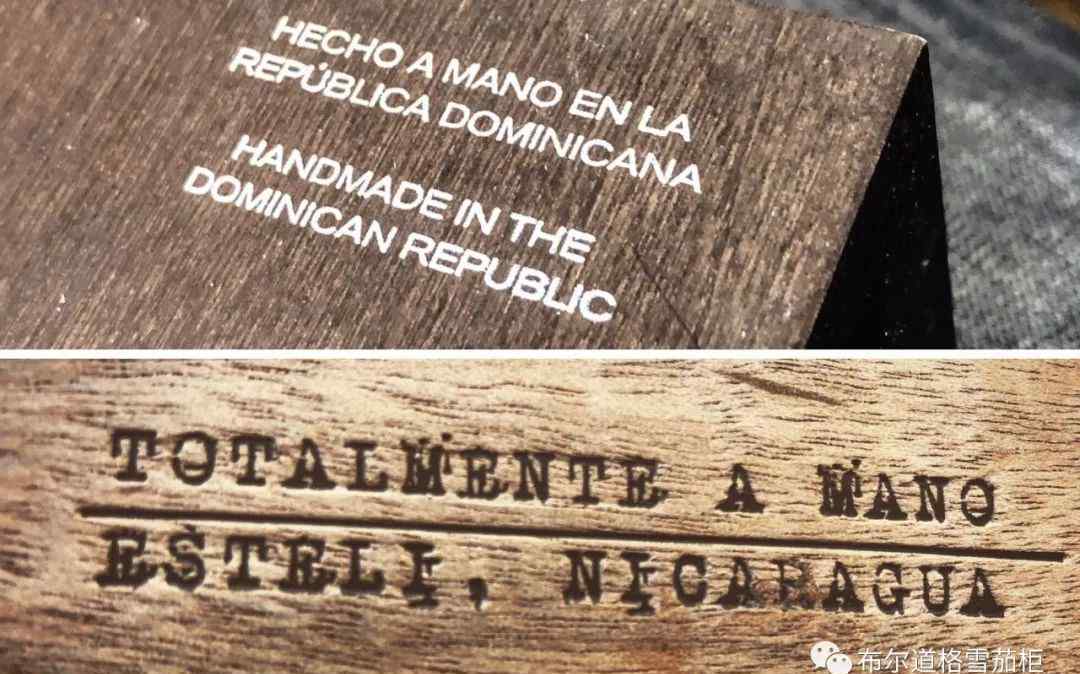 HECHO A MANO EN LA
REPÚBLICA DOMINICANA
HANDMADE IN THE
DOMINICAN REPUBLIC
TOTALMENTE A MANO
ESTELI, NICARAGUA
布尔道格雪茄柜